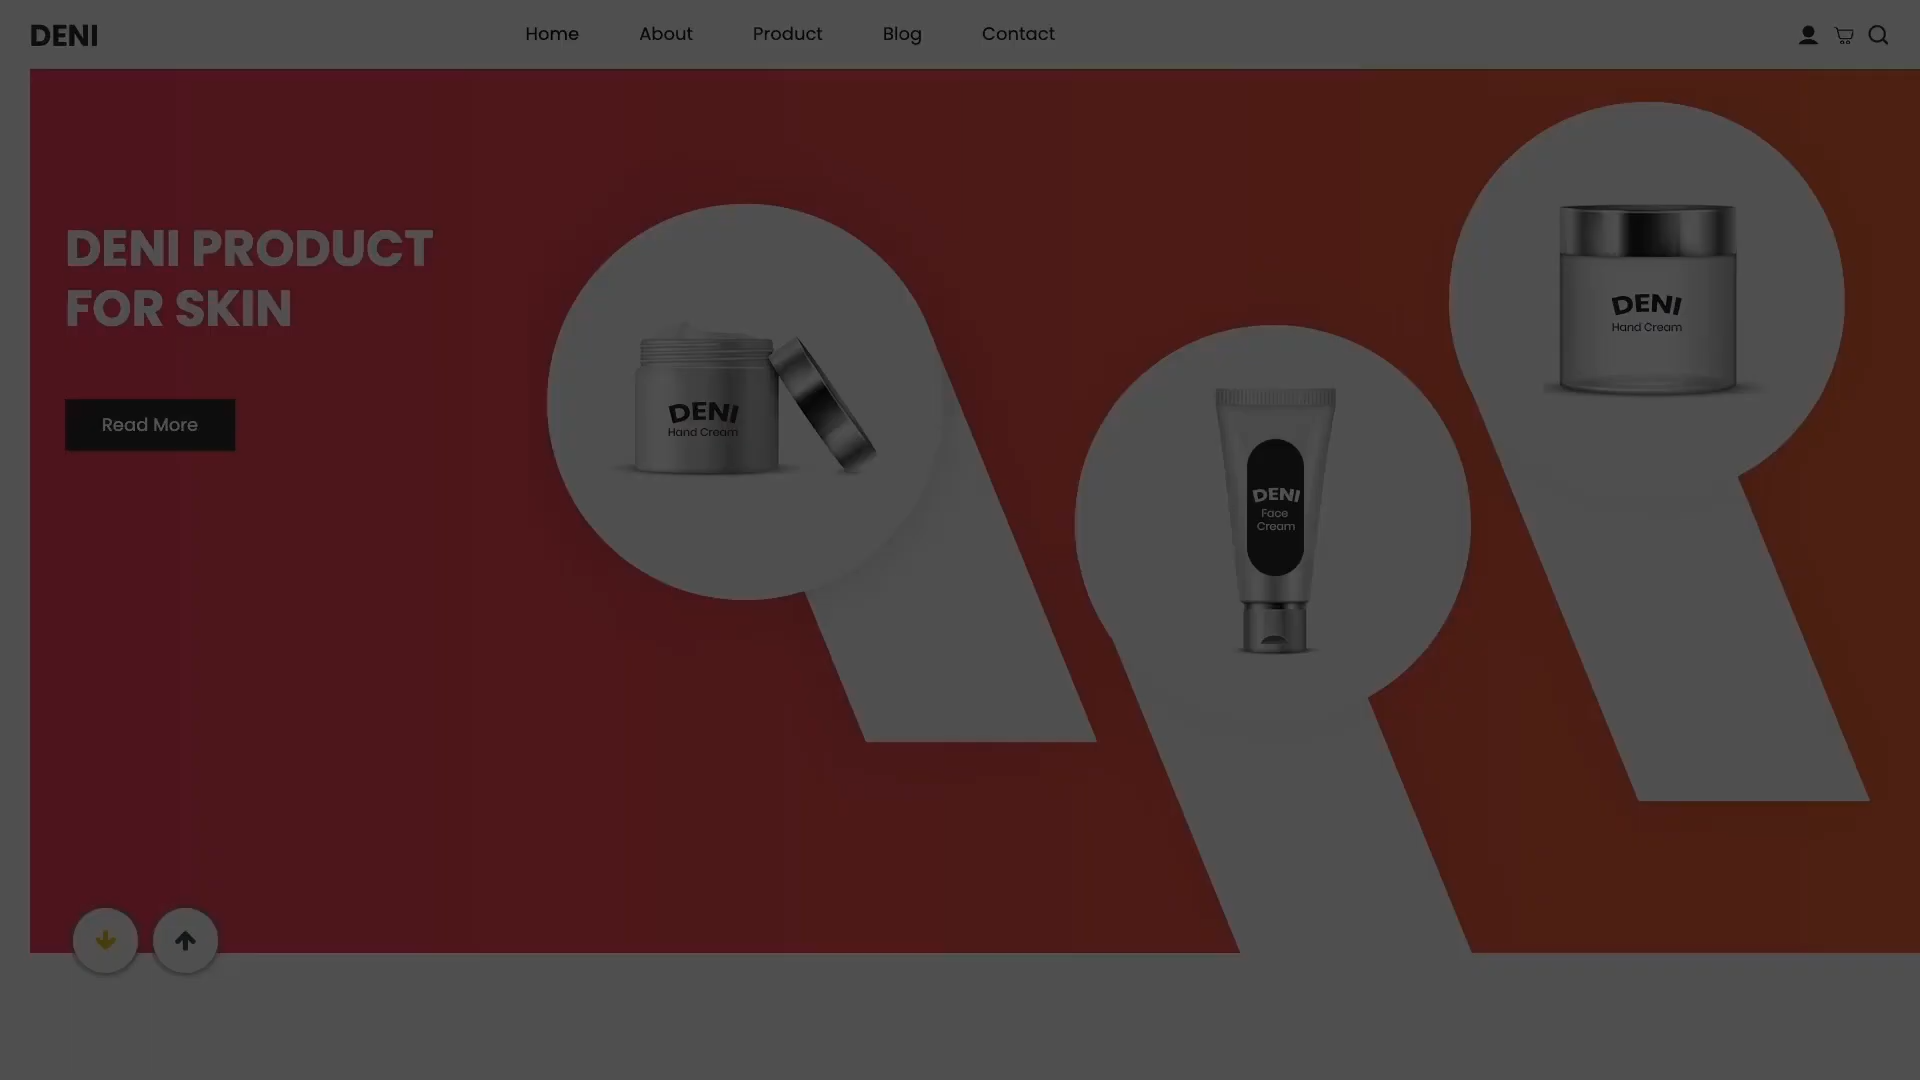 DENI
Home
About
Product
Blog
Contact
DENI PRODUCT
FOR SKIN
Read More
DENI
Hand Cream
DENI
Face
Cream
DENI
Hand Cream